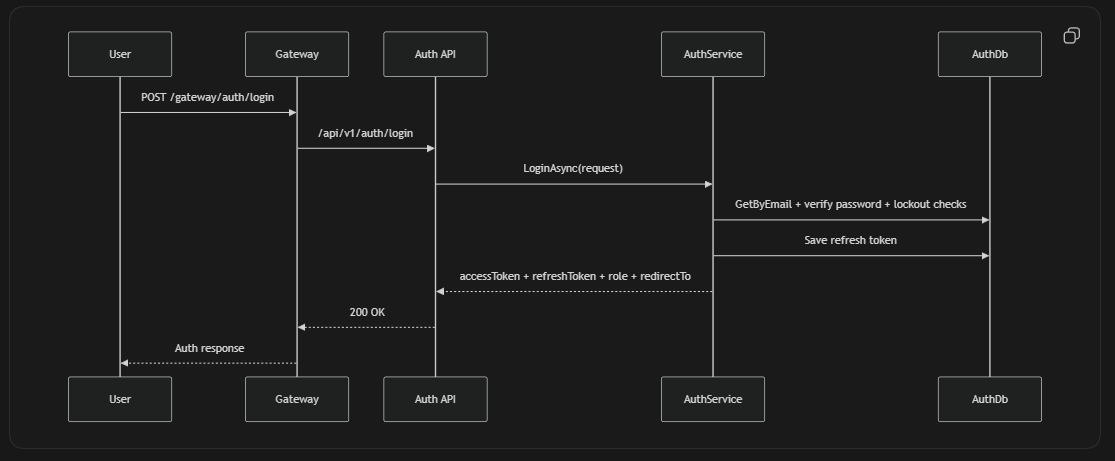 User
Gateway
Auth API
AuthService
AuthDb
POST /gateway/auth/login
/api/v1/auth/login
LoginAsync(request)
GetByEmail + verify password + lockout checks
Save refresh token
accessToken + refreshToken + role + redirectTo
200 OK
Auth response
User
Gateway
Auth API
AuthService
AuthDb